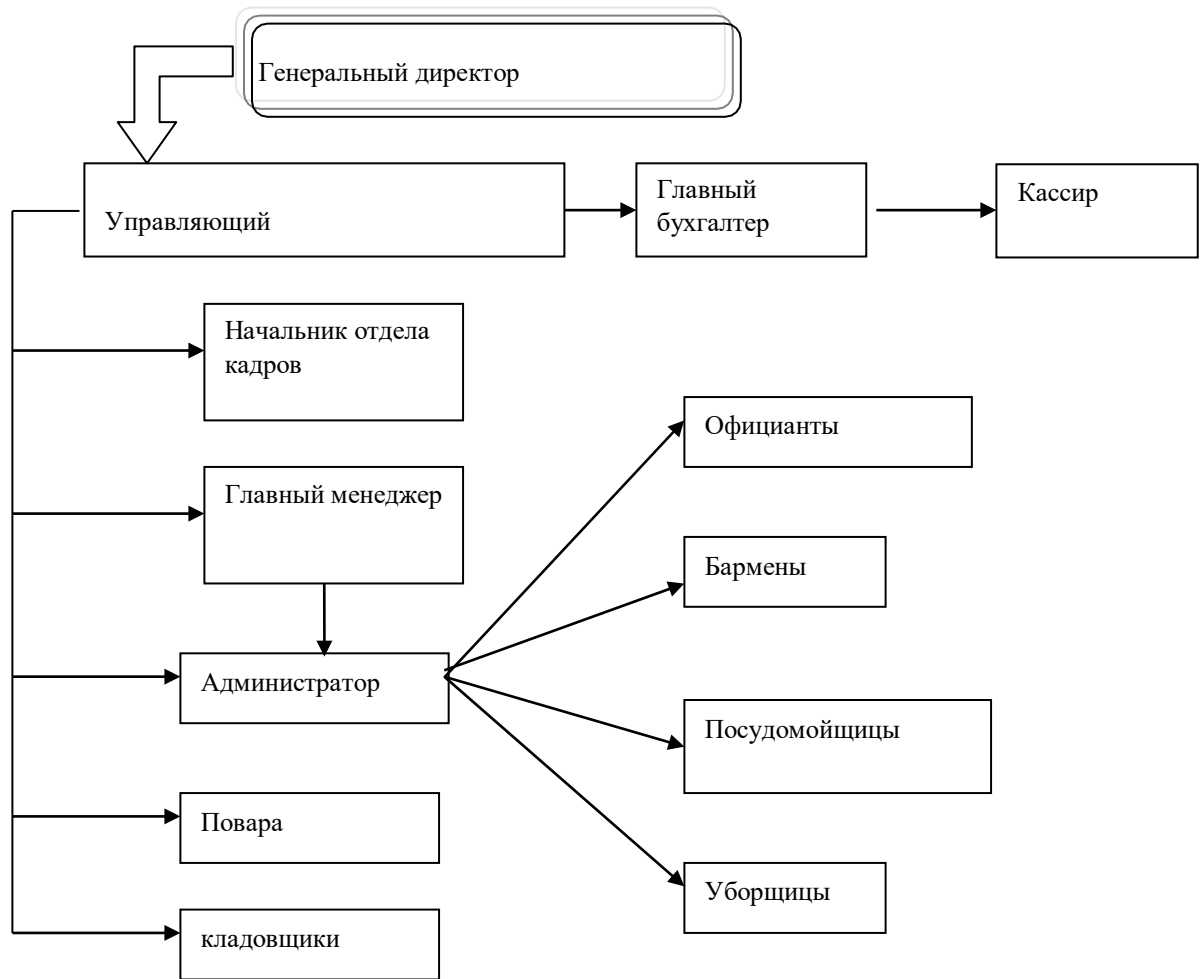 Генеральный директор
Управляющий
Главный
бухгалтер
Кассир
Начальник отдела
кадров
Официанты
Главный менеджер
Бармены
Администратор
Посудомойщицы
Повара
Уборщицы
кладовщики